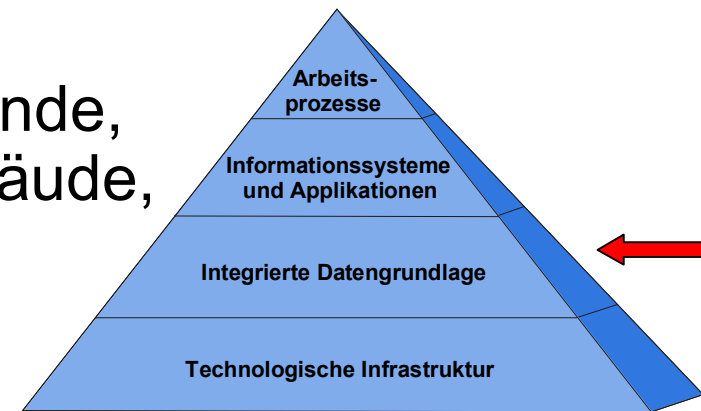 nde,
äude,
Arbeits-
prozesse
Informationssysteme
und Applikationen
Integrierte Datengrundlage
Technologische Infrastruktur